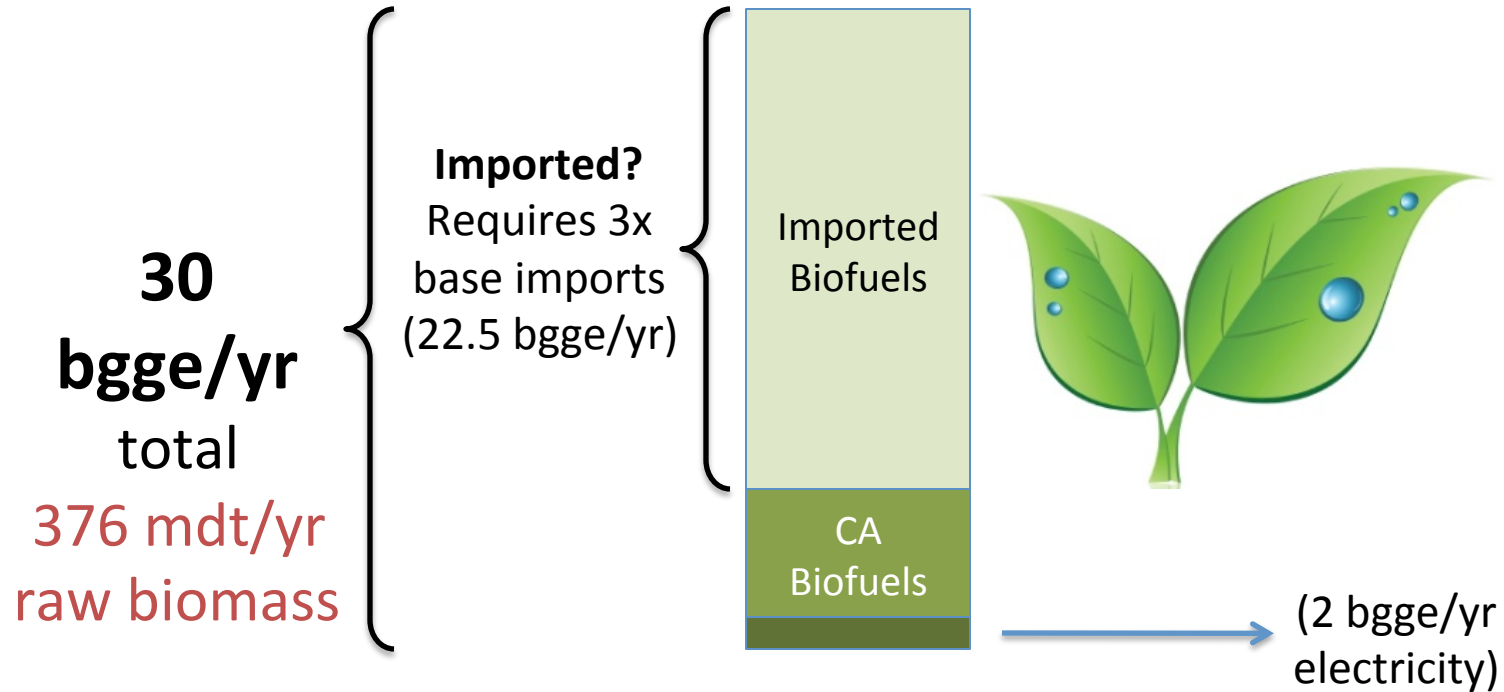 30
bgge/yr
total
376 mdt/yr
raw biomass
Imported?
Requires 3x
base imports
(22.5 bgge/yr)
Imported
Biofuels
CA
Biofuels
(2 bgge/yr
electricity)